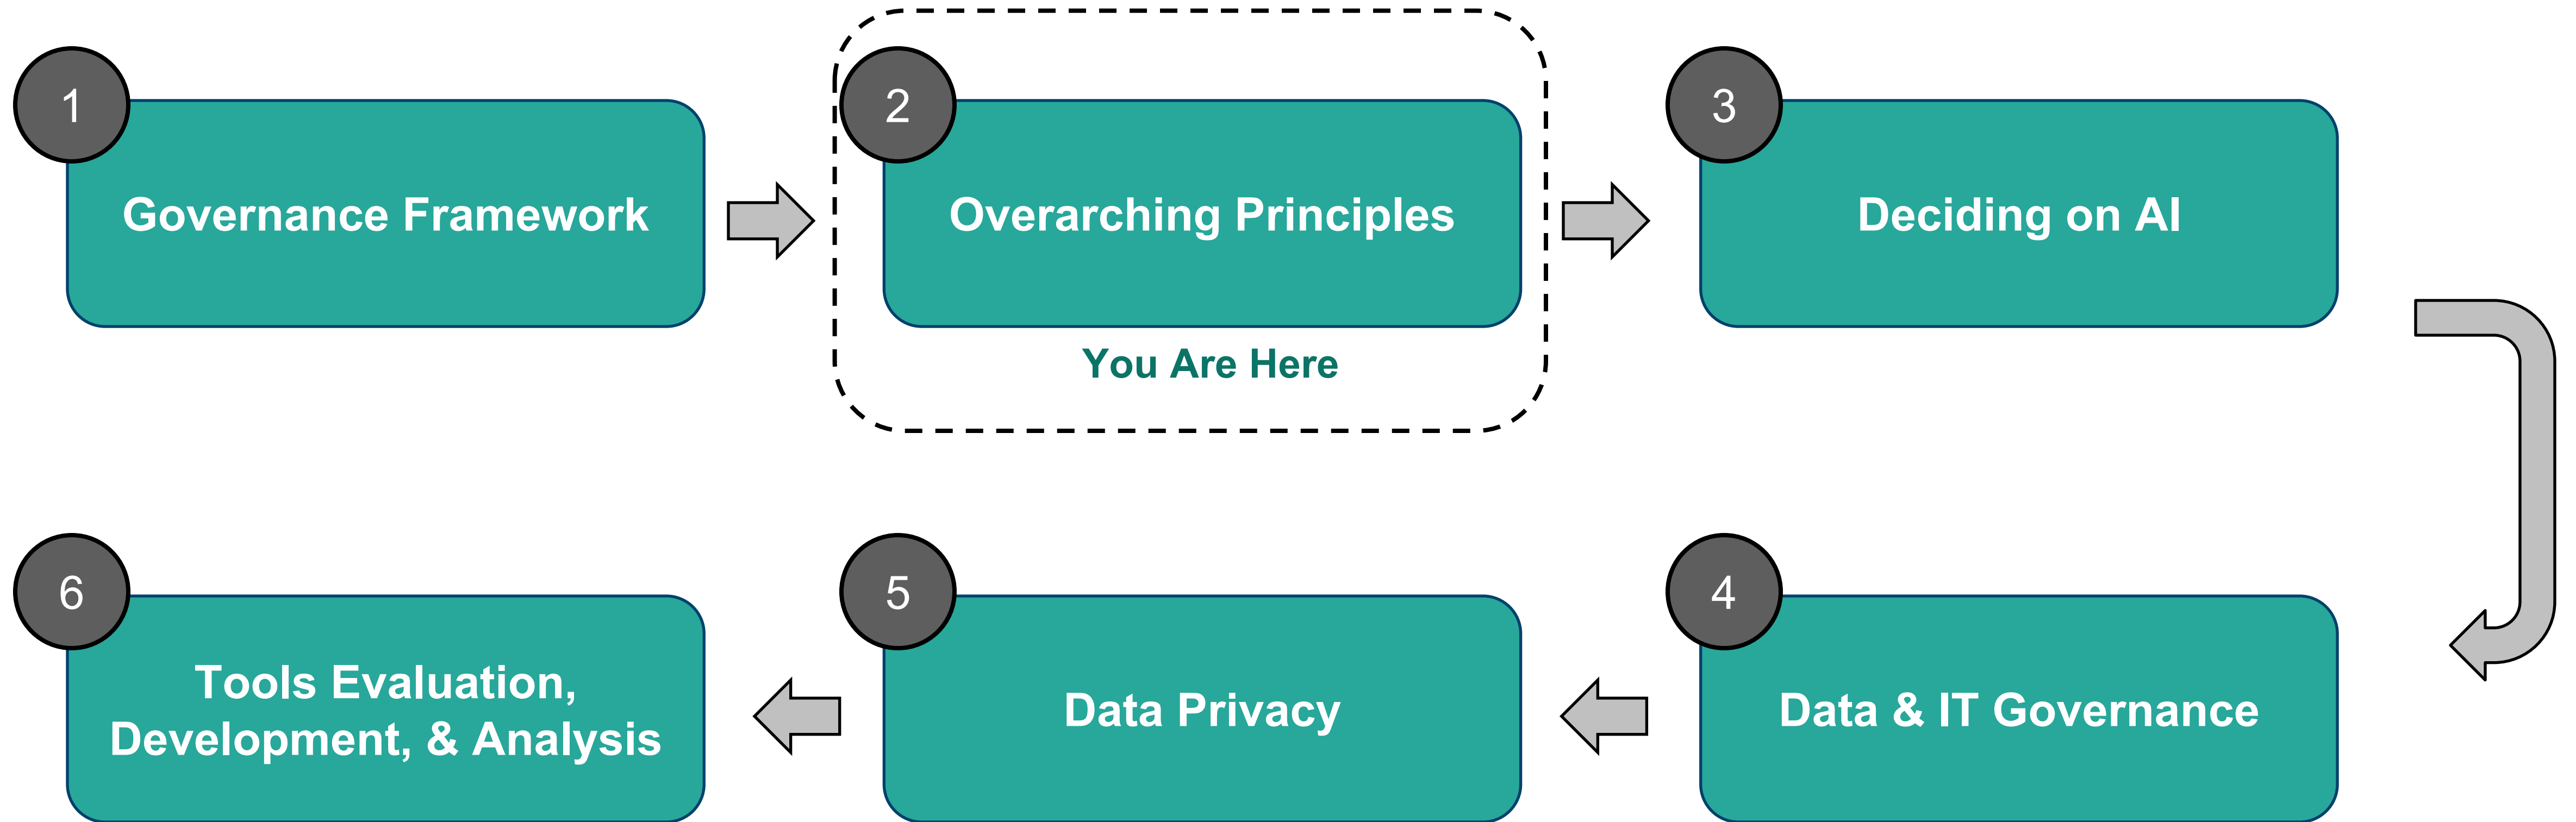 1
Governance Framework
2
Overarching Principles
You Are Here
3
Deciding on AI
4
Data & IT Governance
5
Data Privacy
6
Tools Evaluation,
Development, & Analysis